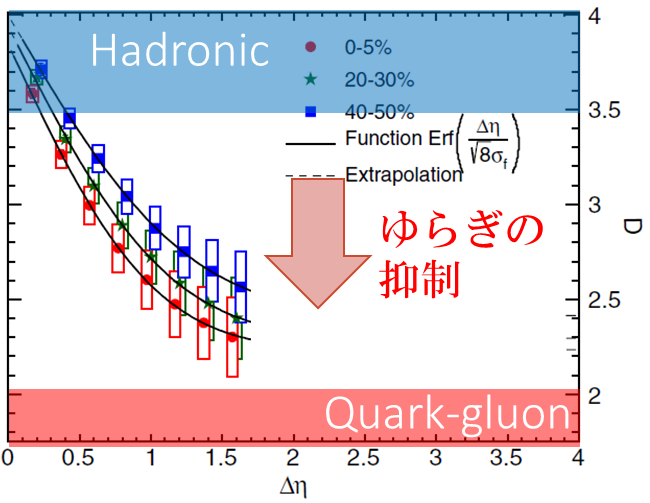 Hadronic
0-5%
20-30%
40-50%
Function Erf(Δη/√8σf)
Extrapolation
ゆらぎの
抑制
Quark-gluon
4
3.5
3
2.5
2
D
0 0.5 1 1.5 2 2.5 3 3.5 4
Δη